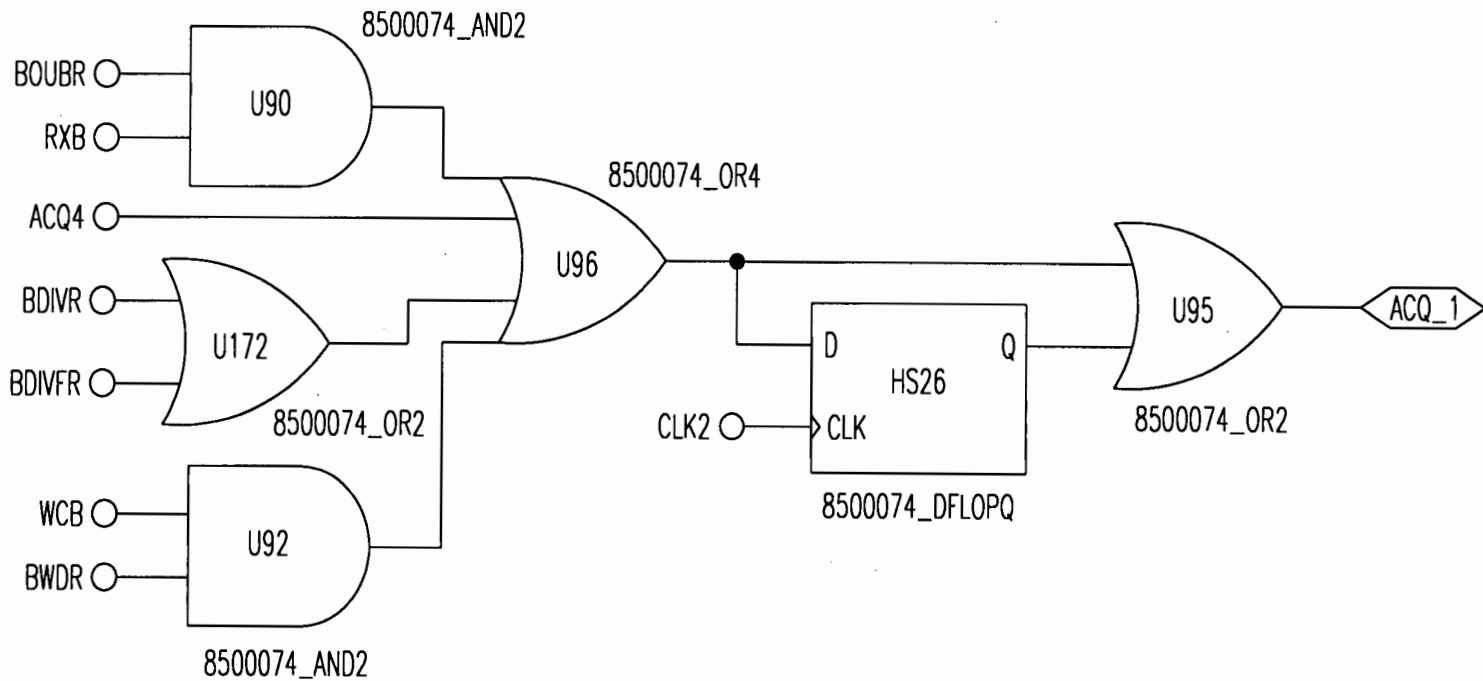 8500074_AND2
BOUBR
U90
RXB
8500074_OR4
ACQ4
U96
BDIVR
U172
U95
ACQ_1
D
Q
BDIVFR
HS26
8500074_OR2
CLK2
CLK
8500074_OR2
WCB
8500074_DFLOPQ
U92
BWDR
8500074_AND2